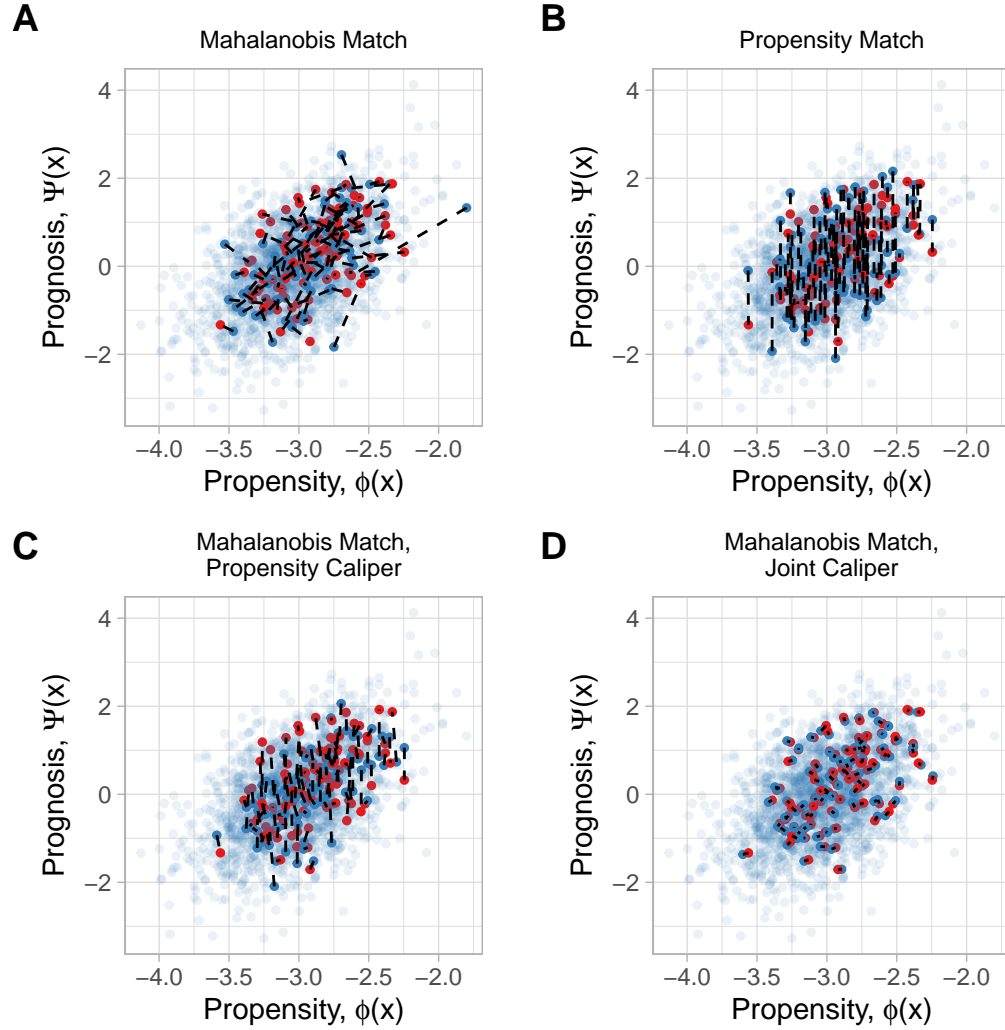 A
Mahalanobis Match
4
2
0
−2
Prognosis, Ψ(x)
−4.0 −3.5 −3.0 −2.5 −2.0
Propensity, ϕ(x)
B
Propensity Match
4
2
0
−2
Prognosis, Ψ(x)
−4.0 −3.5 −3.0 −2.5 −2.0
Propensity, ϕ(x)
C
Mahalanobis Match,
Propensity Caliper
4
2
0
−2
Prognosis, Ψ(x)
−4.0 −3.5 −3.0 −2.5 −2.0
Propensity, ϕ(x)
D
Mahalanobis Match,
Joint Caliper
4
2
0
−2
Prognosis, Ψ(x)
−4.0 −3.5 −3.0 −2.5 −2.0
Propensity, ϕ(x)